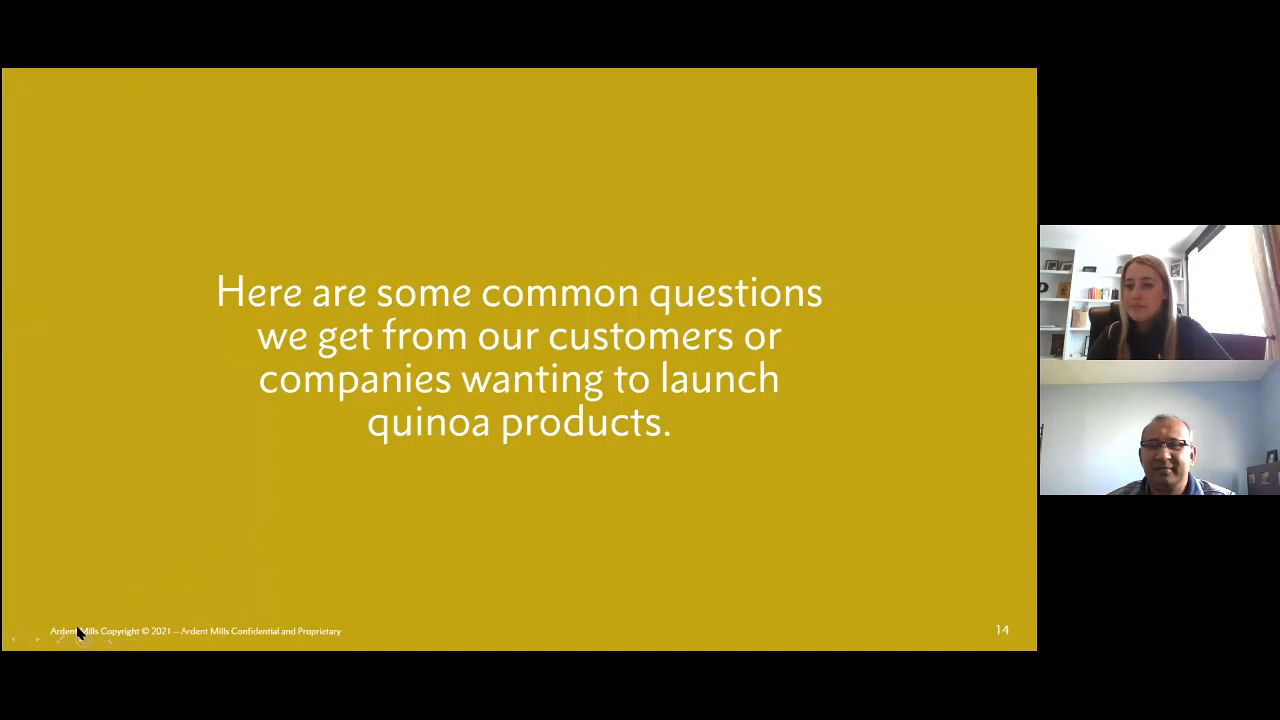 Here are some common questions
we get from our customers or
companies wanting to launch
quinoa products.
Ardent Mills Copyright © 2021 – Ardent Mills Confidential and Proprietary
14